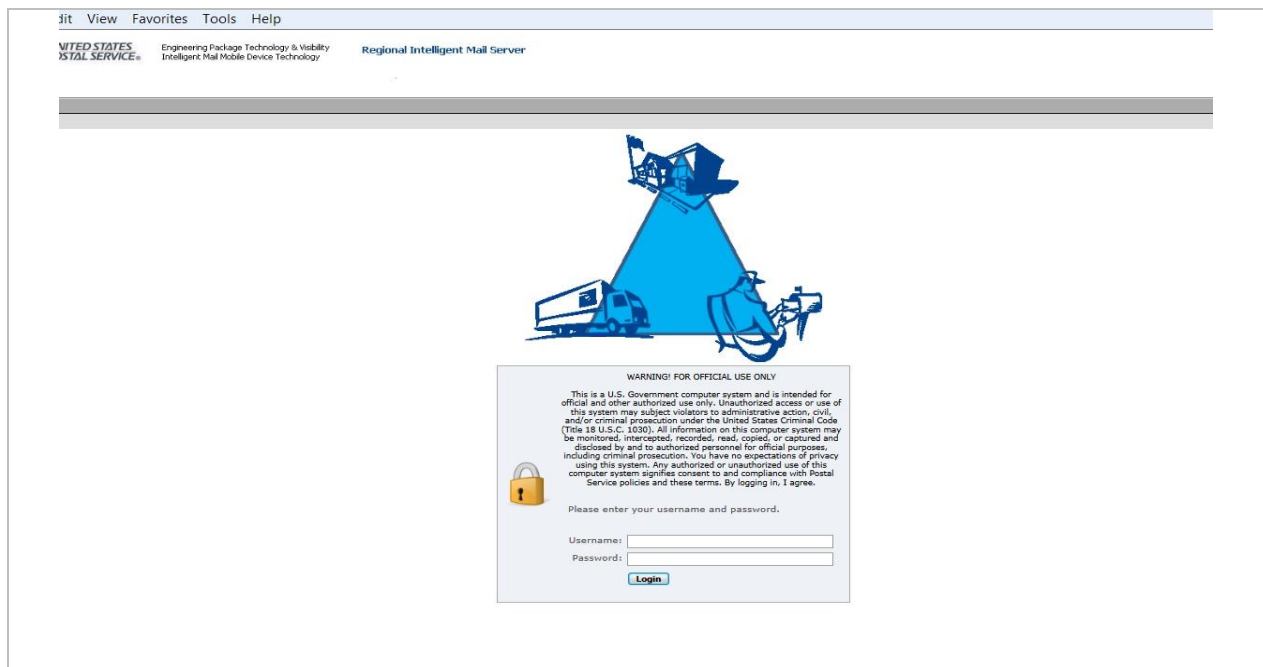 dit View Favorites Tools Help
NITED STATES
OSTAL SERVICE®
Engineering Package Technology & Visibility
Intelligent Mail Mobile Device Technology
Regional Intelligent Mail Server
WARNING! FOR OFFICIAL USE ONLY
This is a U.S. Government computer system and is intended for
official and other authorized use only. Unauthorized access or use of
this system may subject violators to administrative action, civil,
and/or criminal prosecution under the United States Criminal Code
(Title 18 U.S.C. 1030). All information on this computer system may
be monitored, intercepted, recorded, read, copied, or captured and
disclosed by and to authorized personnel for official purposes,
including criminal prosecution. You have no expectations of privacy
using this system. Any authorized or unauthorized use of this
computer system signifies consent to and compliance with Postal
Service policies and these terms. By logging in, I agree.
Please enter your username and password.
Username:
Password:
Login